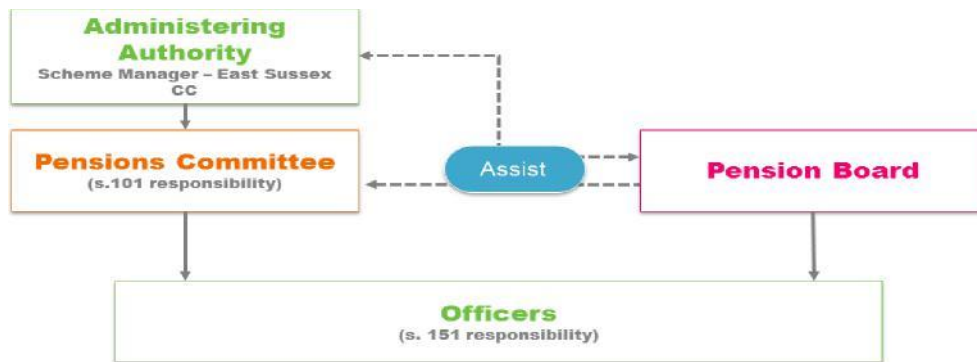 Administering
Authority
Scheme Manager – East Sussex
CC
Pensions Committee
(s.101 responsibility)
Assist
Pension Board
Officers
(s. 151 responsibility)